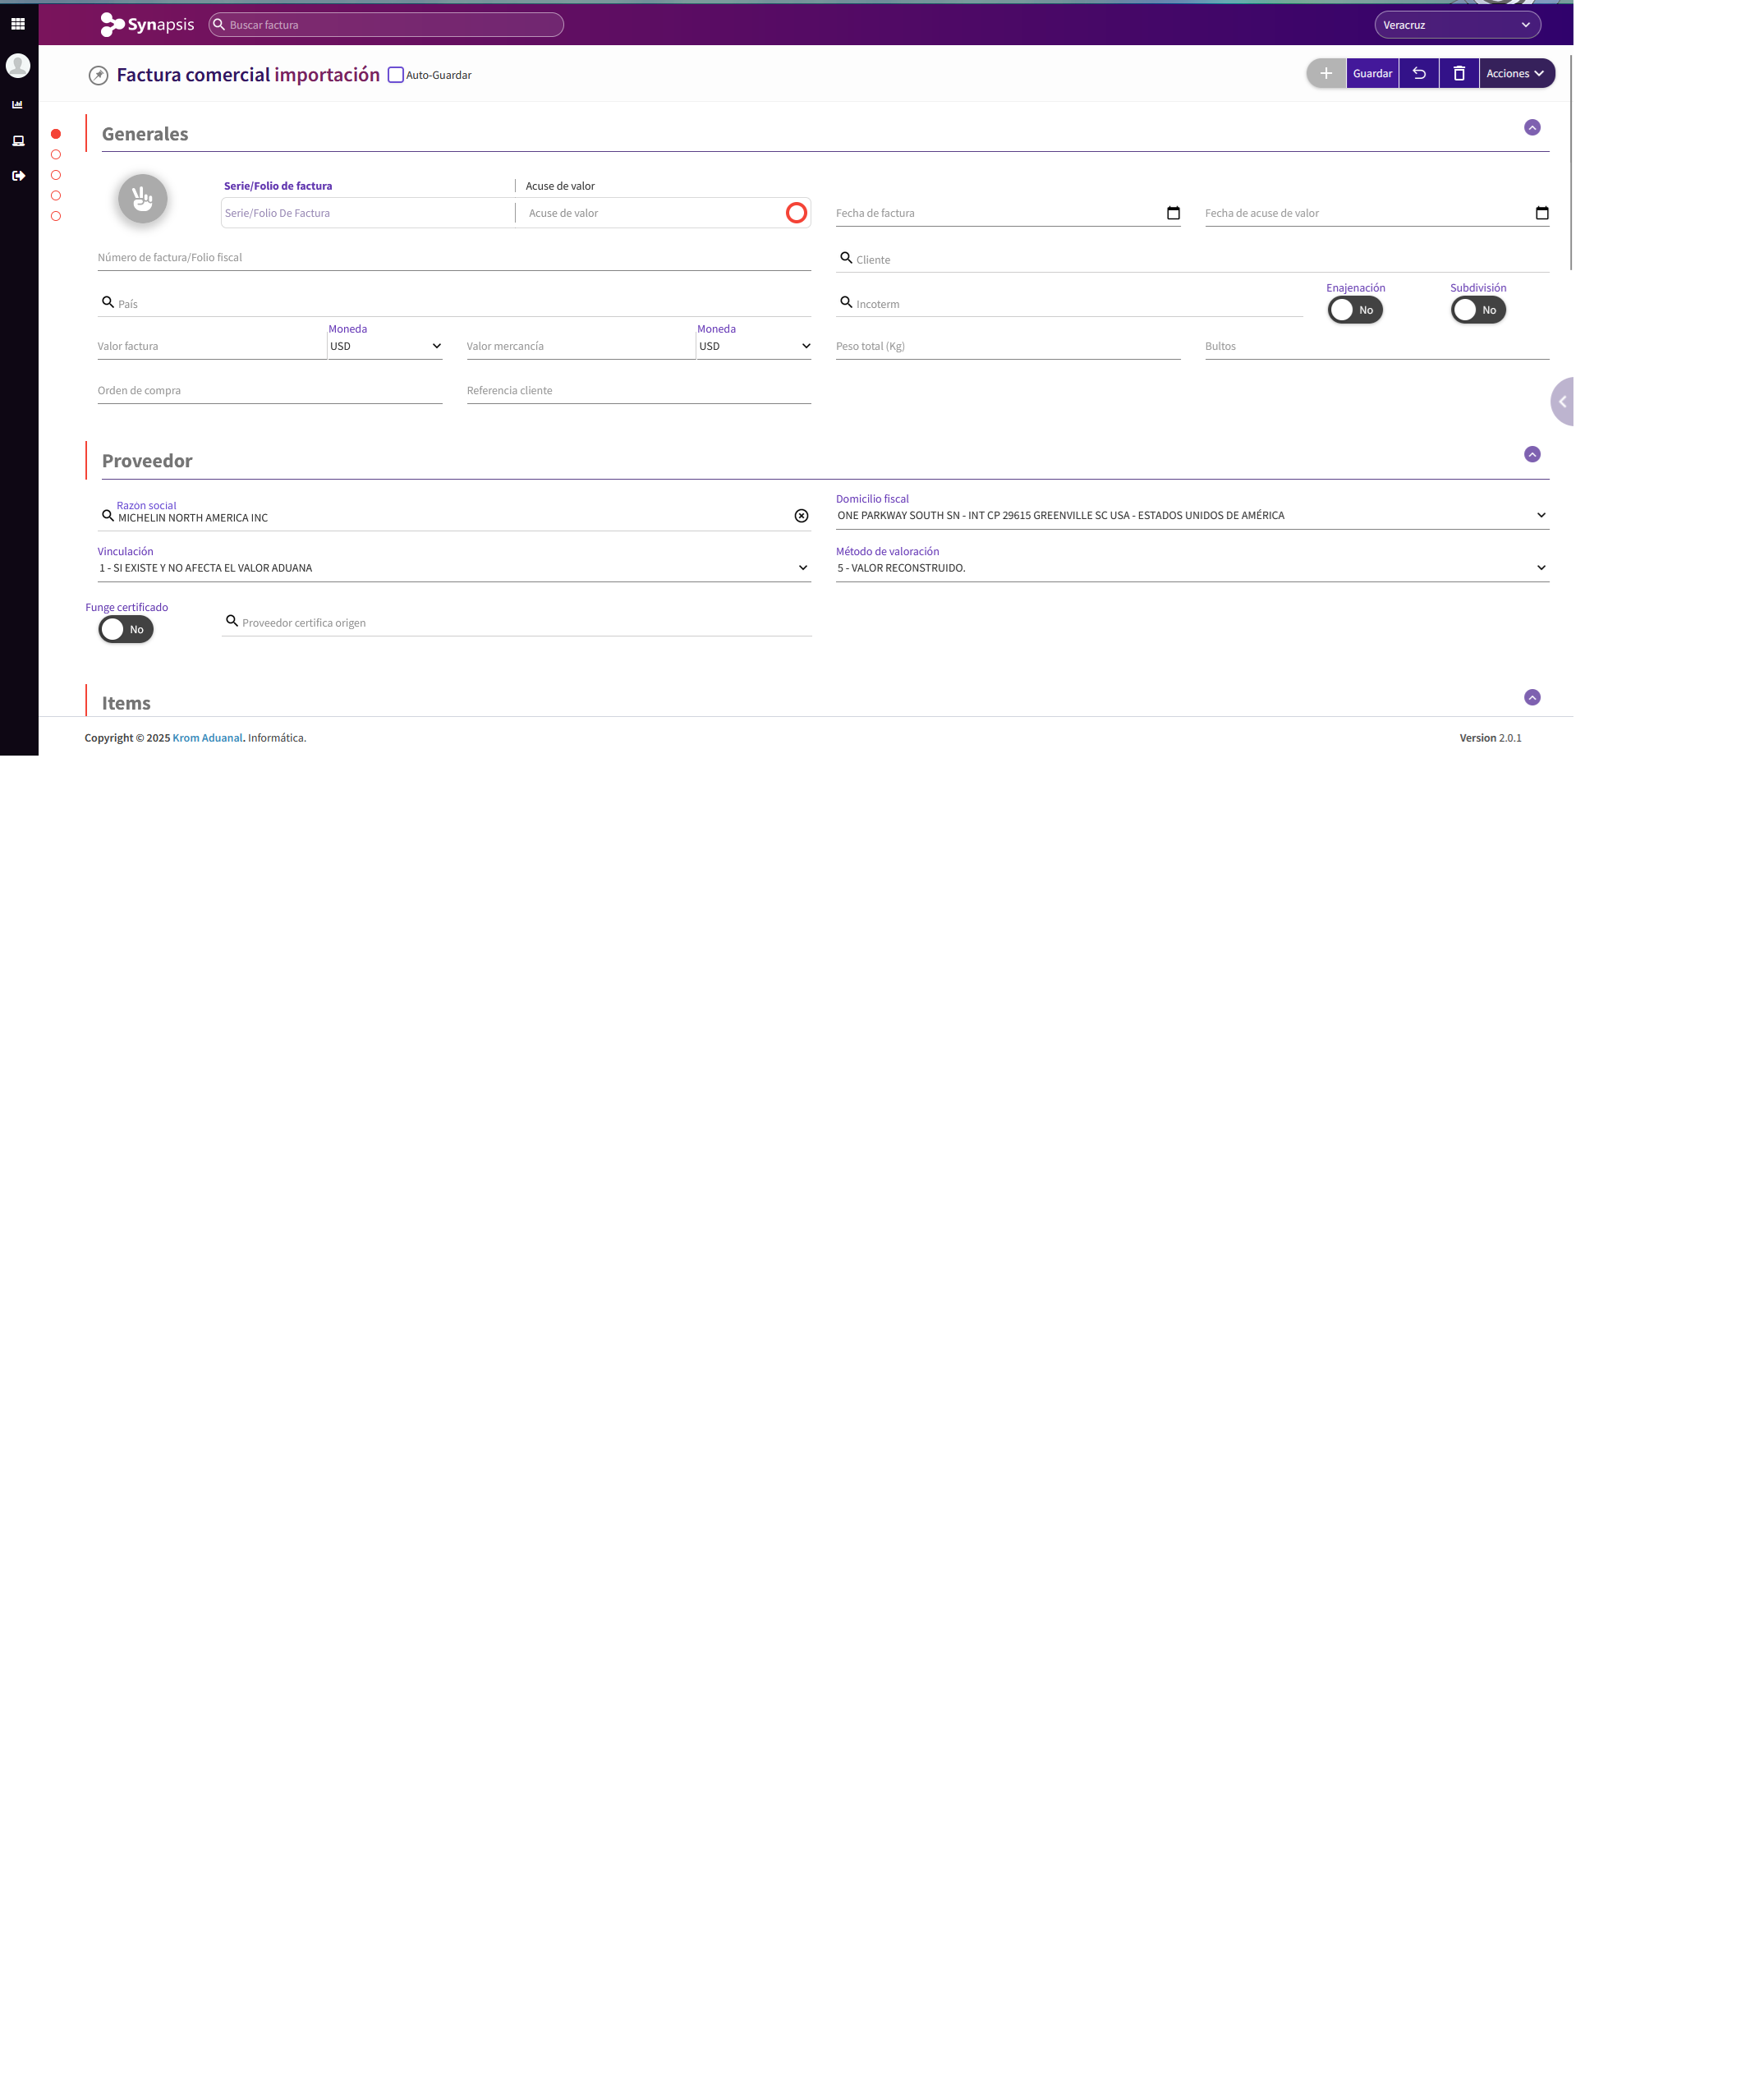 Synapsis
Buscar factura
Veracruz
Factura comercial importación
Auto-Guardar
Guardar
Acciones
Generales
Serie/Folio de factura
Acuse de valor
Serie/Folio De Factura
Acuse de valor
Fecha de factura
Fecha de acuse de valor
Número de factura/Folio fiscal
Cliente
País
Incoterm
Enajenación
No
Subdivisión
No
Valor factura
Moneda
USD
Valor mercancía
Moneda
USD
Peso total (Kg)
Bultos
Orden de compra
Referencia cliente
Proveedor
Razón social
MICHELIN NORTH AMERICA INC
Domicilio fiscal
ONE PARKWAY SOUTH SN - INT CP 29615 GREENVILLE SC USA - ESTADOS UNIDOS DE AMÉRICA
Vinculación
1 - SI EXISTE Y NO AFECTA EL VALOR ADUANA
Método de valoración
5 - VALOR RECONSTRUIDO.
Funge certificado
No
Proveedor certifica origen
Items
Copyright © 2025 Krom Aduanal. Informática.
Version 2.0.1